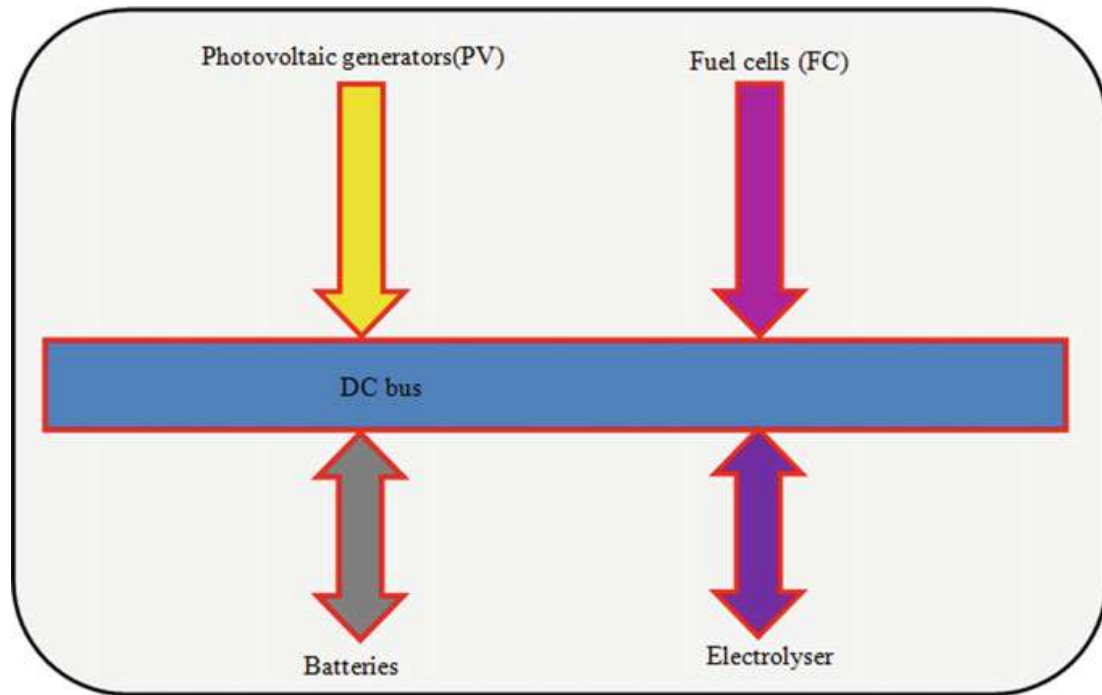 Photovoltaic generators(PV)
Fuel cells (FC)
DC bus
Batteries
Electrolyser